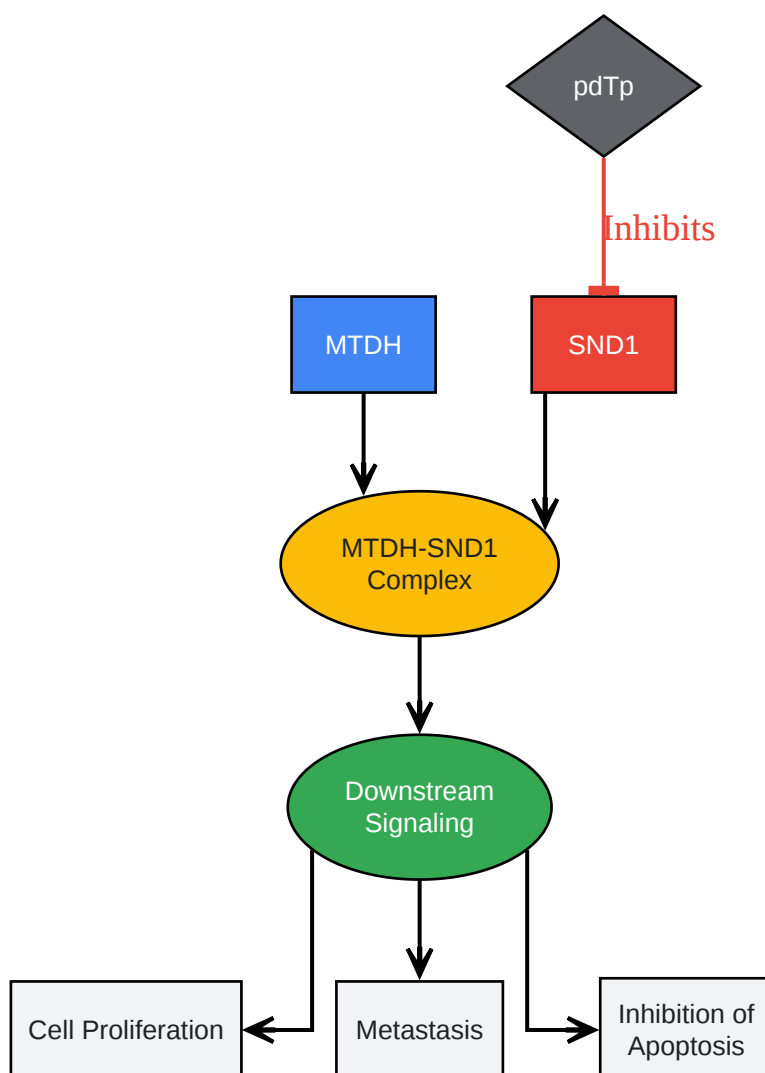 pdTp
Inhibits
MTDH
SND1
MTDH-SND1
Complex
Downstream
Signaling
Cell Proliferation
Metastasis
Inhibition of
Apoptosis